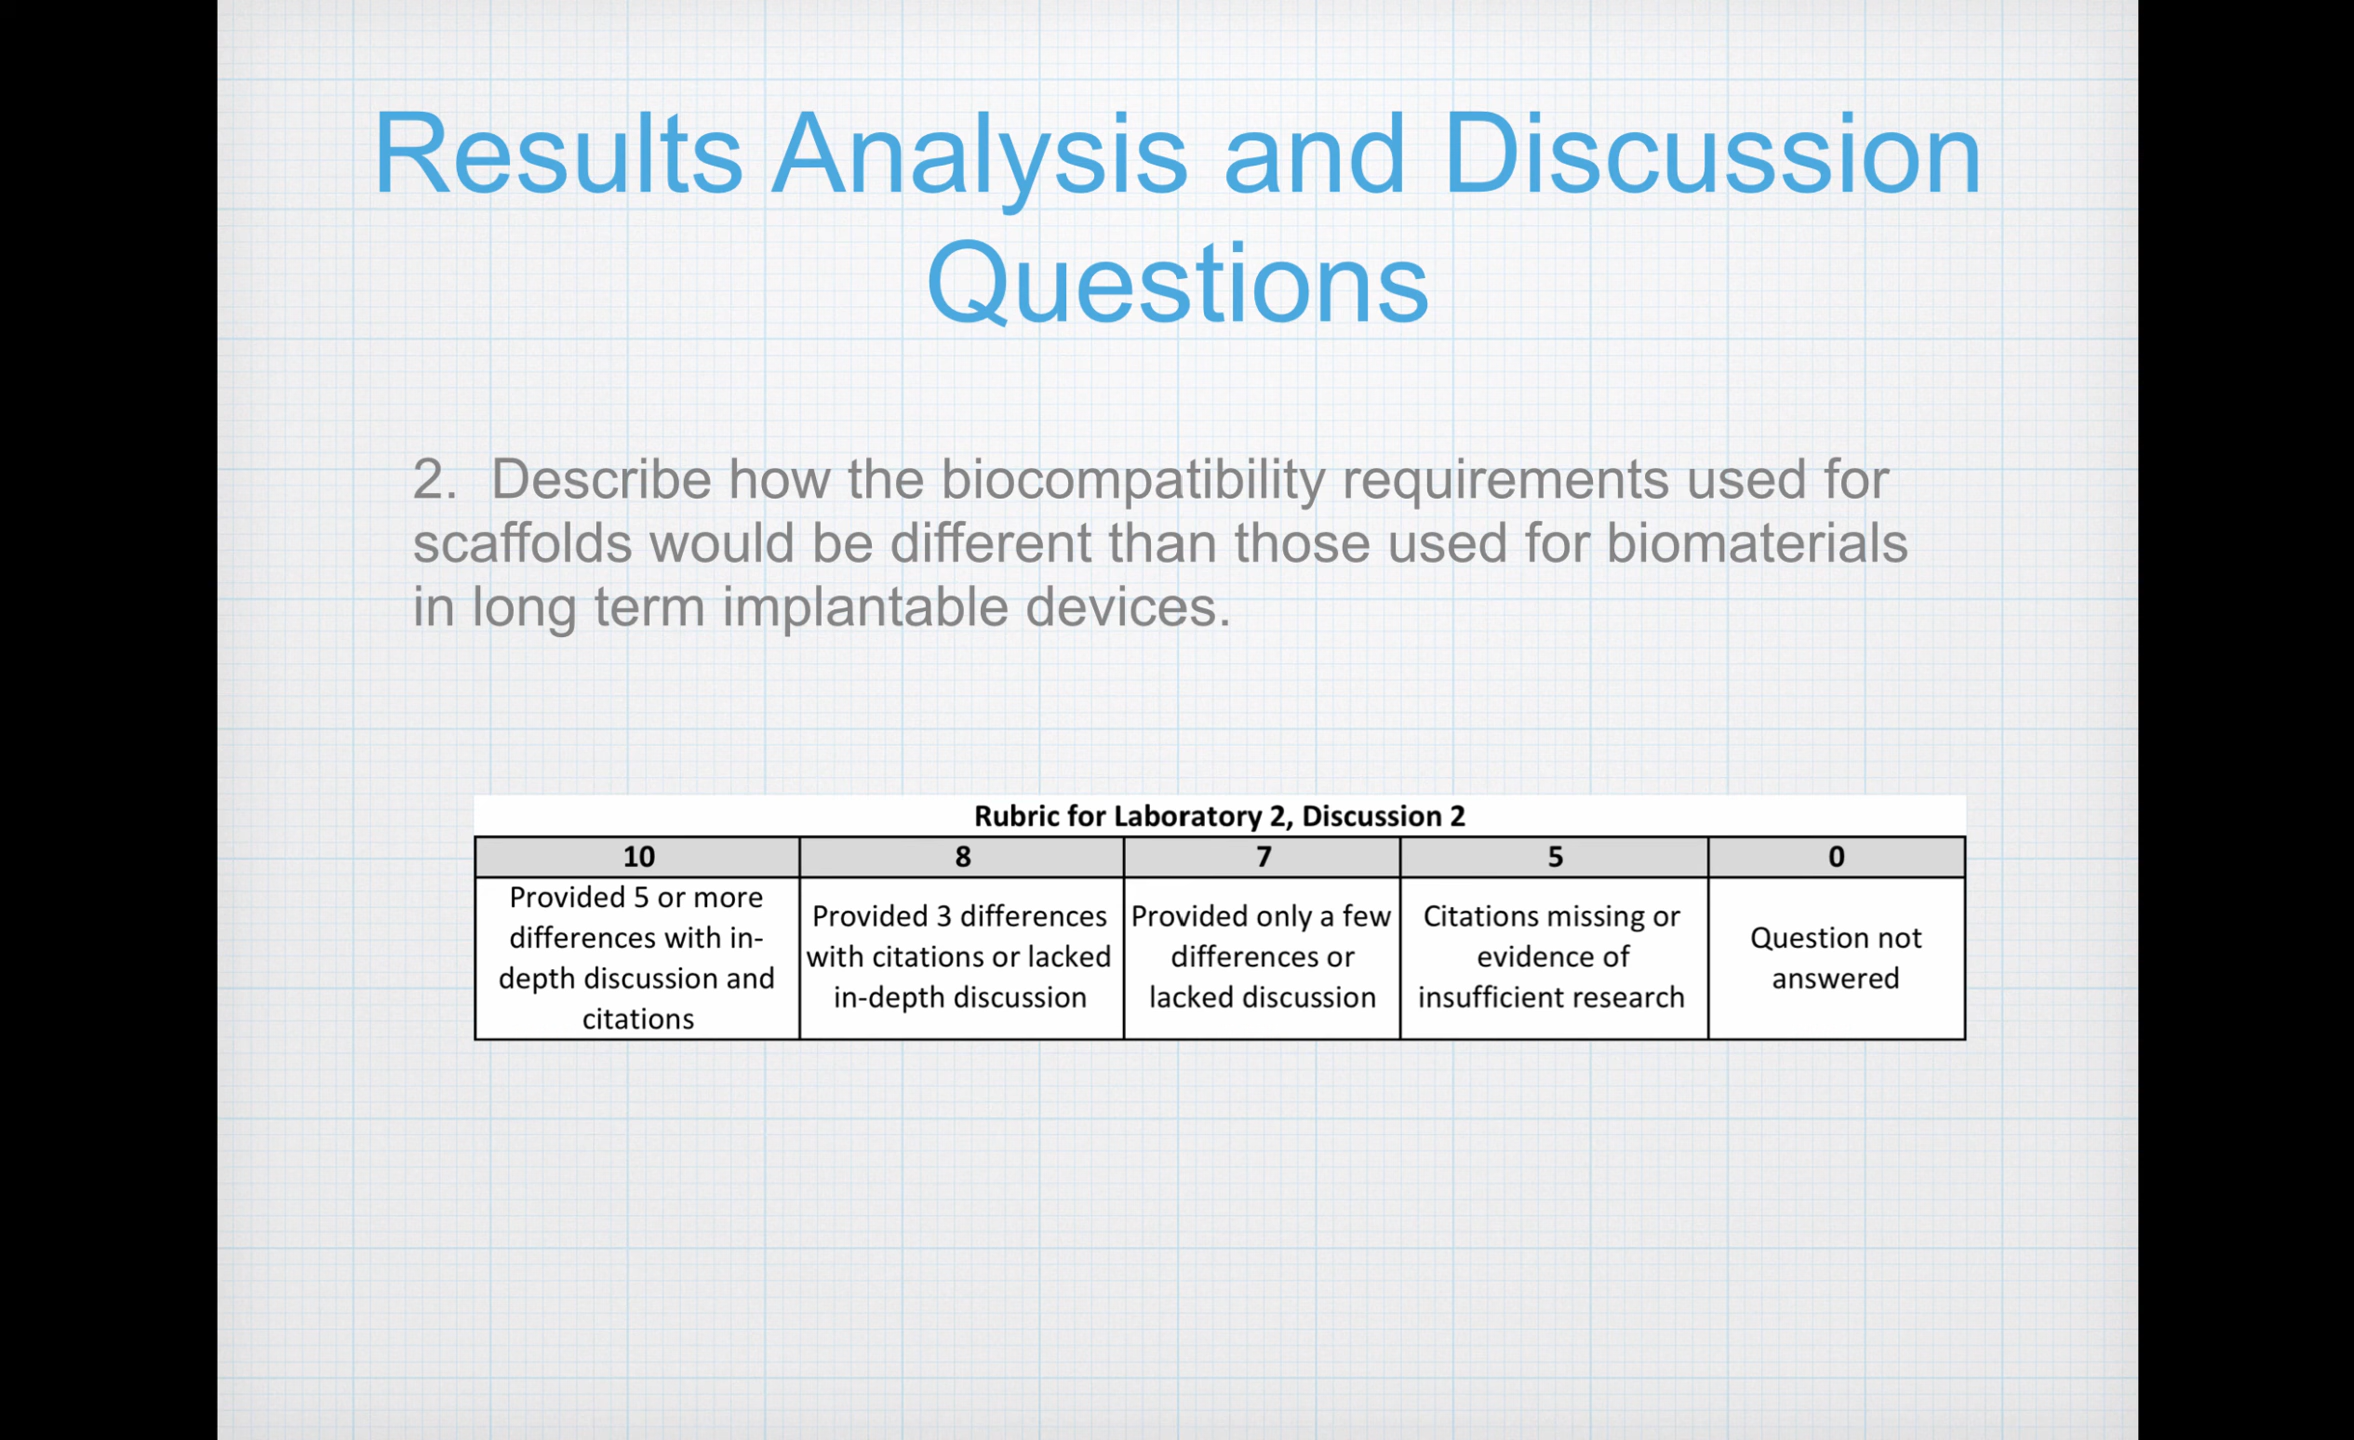 Results Analysis and Discussion
Questions
2. Describe how the biocompatibility requirements used for
scaffolds would be different than those used for biomaterials
in long term implantable devices.
Rubric for Laboratory 2, Discussion 2
10 8 7 5 0
Provided 5 or more
differences with in-
depth discussion and
citations
Provided 3 differences
with citations or lacked
in-depth discussion
Provided only a few
differences or
lacked discussion
Citations missing or
evidence of
insufficient research
Question not
answered